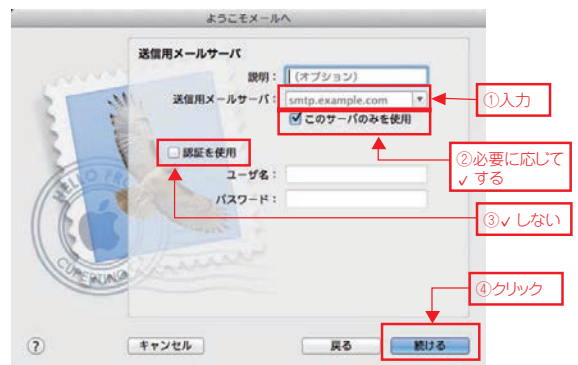 ようこそメールへ
送信用メールサーバ
説明：
(オプション)
送信用メールサーバ：
smtp.example.com
①入力
このサーバのみを使用
②必要に応じて
✓ する
認証を使用
ユーザ名：
パスワード：
③✓ しない
HELLO FR
CUPERTINO
④クリック
?
キャンセル
戻る
続ける